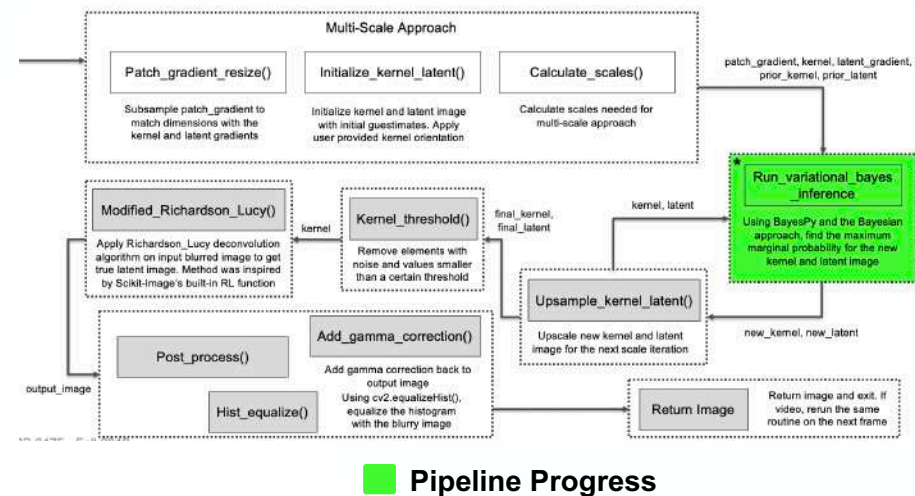 Multi-Scale Approach
Patch_gradient_resize()
Subsample patch_gradient to
match dimensions with the
kernel and latent gradients
Initialize_kernel_latent()
Initialize kernel and latent image
with initial guestimates. Apply
user provided kernel orientation
Calculate_scales()
Calculate scales needed for
multi-scale approach
patch_gradient, kernel, latent_gradient,
prior_kernel, prior_latent
*
Run_variational_bayes
_inference
Using BayesPy and the Bayesian
approach, find the maximum
marginal probability for the new
kernel and latent image
kernel, latent
new_kernel, new_latent
Upsample_kernel_latent()
Upscale new kernel and latent
image for the next scale iteration
final_kernel,
final_latent
Kernel_threshold()
Remove elements with
noise and values smaller
than a certain threshold
kernel
Modified_Richardson_Lucy()
Apply Richardson_Lucy deconvolution
algorithm on input blurred image to get
true latent image. Method was inspired
by Scikit-Image's built-in RL function
output_image
Post_process()
Add_gamma_correction()
Add gamma correction back to
output image
Hist_equalize()
Using cv2.equalizeHist(),
equalize the histogram
with the blurry image
Return Image
Return image and exit. If
video, rerun the same
routine on the next frame
Pipeline Progress